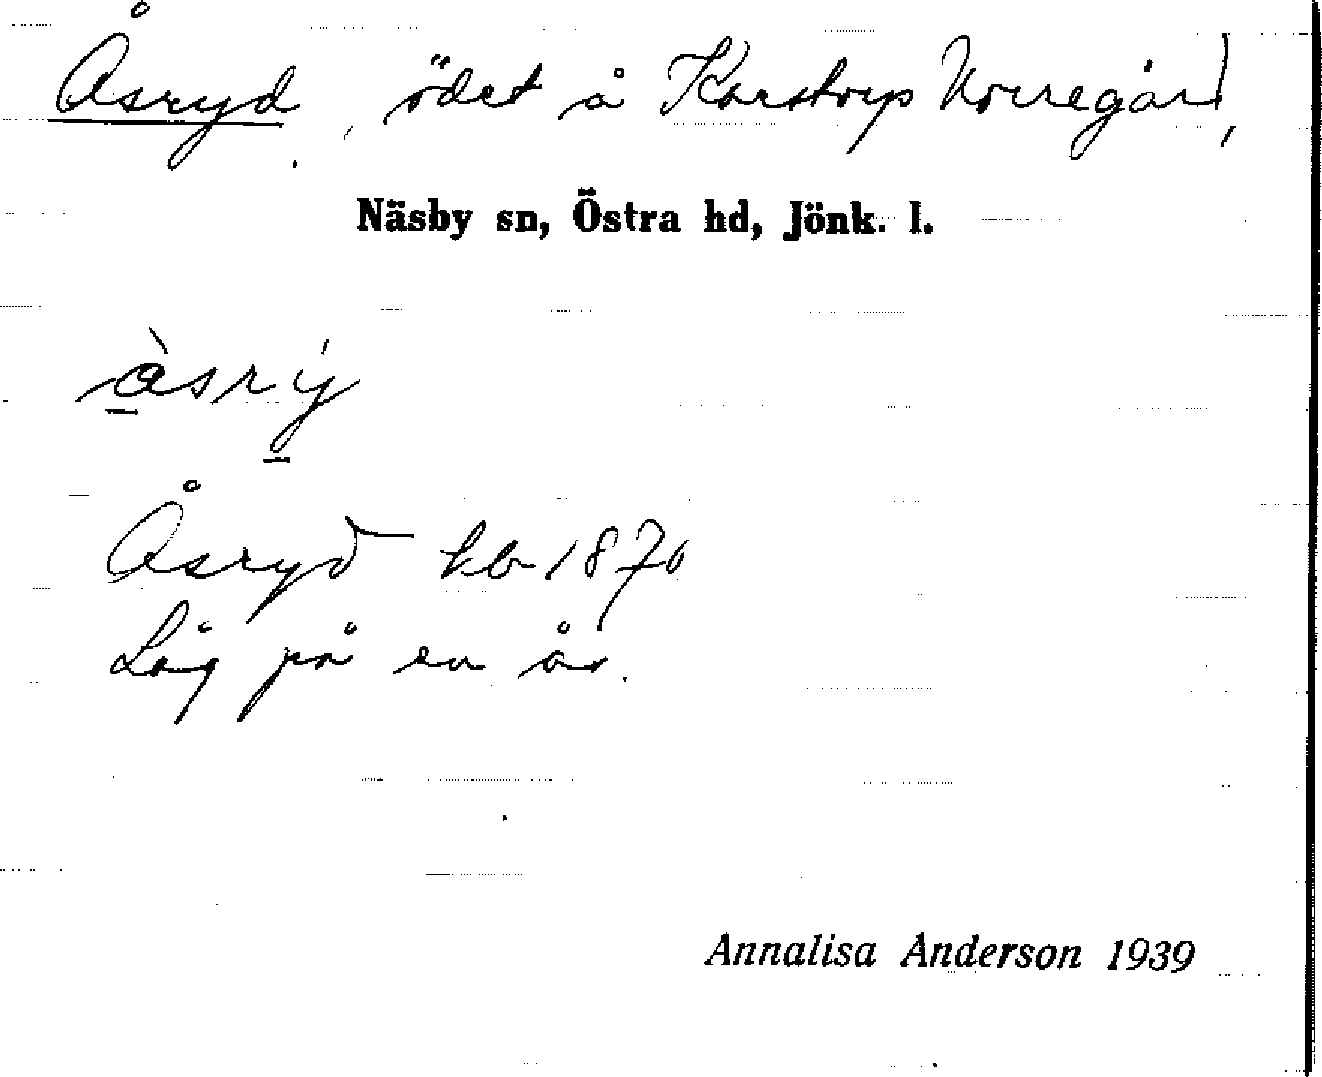 Åsryd, ödet å Karstorp Norregård,
Näsby sn, Östra hd, Jönk. l.
àsrý
Åsryd kb 1870
Låg på en ås.
Annalisa Anderson 1939